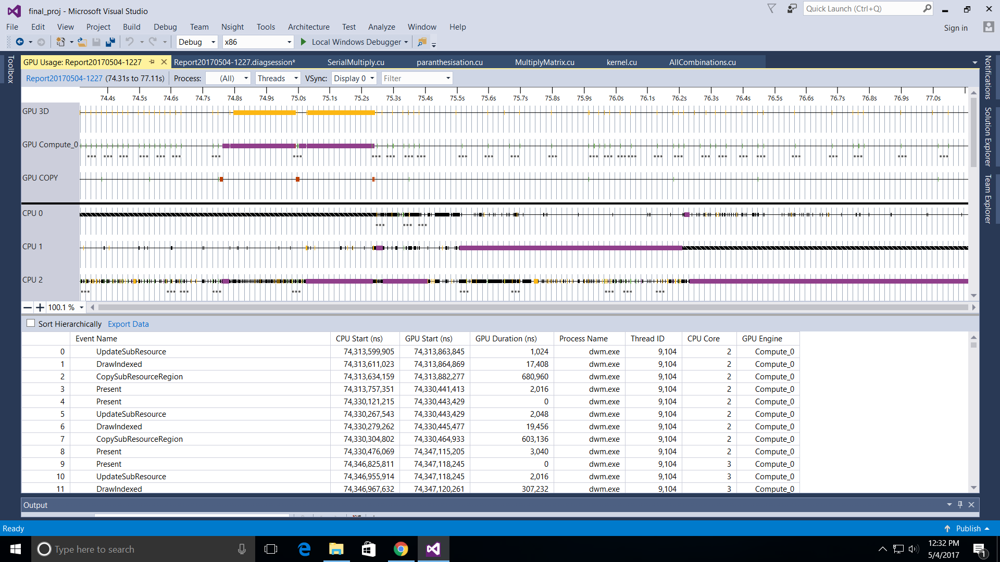 final_proj - Microsoft Visual Studio
Quick Launch (Ctrl+Q)
File Edit View Project Build Debug Team Nsight Tools Architecture Test Analyze Window Help
Sign in
Debug x86 Local Windows Debugger
Toolbox
GPU Usage: Report20170504-1227 Report20170504-1227.diagsession* SerialMultiply.cu paranthesisation.cu MultiplyMatrix.cu kernel.cu AllCombinations.cu
Notifications
Solution Explorer
Team Explorer
Report20170504-1227 (74.31s to 77.11s) Process: (All) Threads VSync: Display 0 Filter
74.4s 74.5s 74.6s 74.7s 74.8s 74.9s 75.0s 75.1s 75.2s 75.3s 75.4s 75.5s 75.6s 75.7s 75.8s 75.9s 76.0s 76.1s 76.2s 76.3s 76.4s 76.5s 76.6s 76.7s 76.8s 76.9s 77.0s
GPU 3D
GPU Compute_0
GPU COPY
CPU 0
CPU 1
CPU 2
100.1 %
Sort Hierarchically Export Data
Event Name CPU Start (ns) GPU Start (ns) GPU Duration (ns) Process Name Thread ID CPU Core GPU Engine
0 UpdateSubResource 74,313,599,905 74,313,863,845 1,024 dwm.exe 9,104 2 Compute_0
1 DrawIndexed 74,313,611,023 74,313,864,869 17,408 dwm.exe 9,104 2 Compute_0
2 CopySubResourceRegion 74,313,634,159 74,313,882,277 680,960 dwm.exe 9,104 2 Compute_0
3 Present 74,313,757,351 74,330,441,413 2,016 dwm.exe 9,104 2 Compute_0
4 Present 74,330,121,215 74,330,443,429 0 dwm.exe 9,104 2 Compute_0
5 UpdateSubResource 74,330,267,543 74,330,443,429 2,048 dwm.exe 9,104 2 Compute_0
6 DrawIndexed 74,330,279,262 74,330,445,477 19,456 dwm.exe 9,104 2 Compute_0
7 CopySubResourceRegion 74,330,304,802 74,330,464,933 603,136 dwm.exe 9,104 2 Compute_0
8 Present 74,330,476,069 74,347,115,205 3,040 dwm.exe 9,104 2 Compute_0
9 Present 74,346,825,811 74,347,118,245 0 dwm.exe 9,104 3 Compute_0
10 UpdateSubResource 74,346,955,914 74,347,118,245 2,016 dwm.exe 9,104 3 Compute_0
11 DrawIndexed 74,346,967,632 74,347,120,261 307,232 dwm.exe 9,104 3 Compute_0
Output
Ready
Publish
Type here to search
12:32 PM
5/4/2017
1